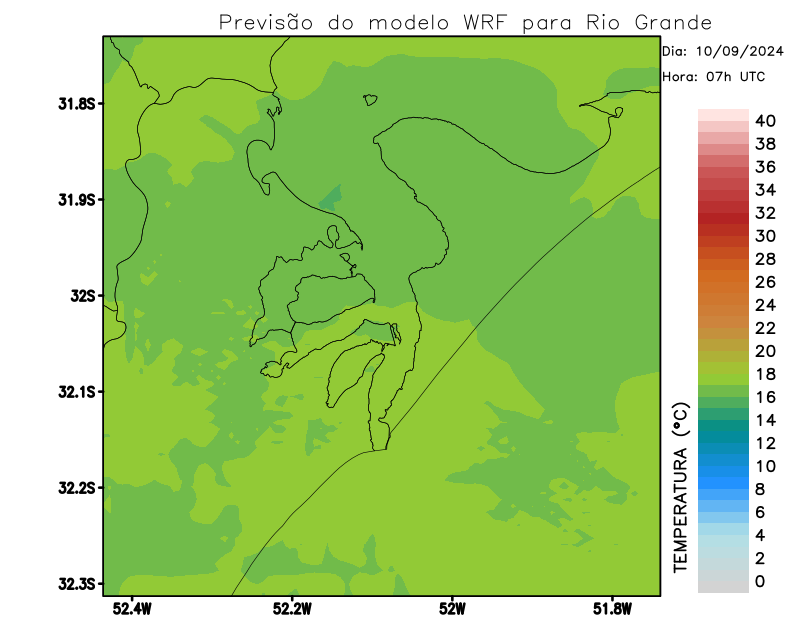 Previsão do modelo WRF para Rio Grande
Dia: 10/09/2024
Hora: 07h UTC
31.8S
31.9S
32S
32.1S
32.2S
32.3S
52.4W
52.2W
52W
51.8W
TEMPERATURA (°C)
40
38
36
34
32
30
28
26
24
22
20
18
16
14
12
10
8
6
4
2
0